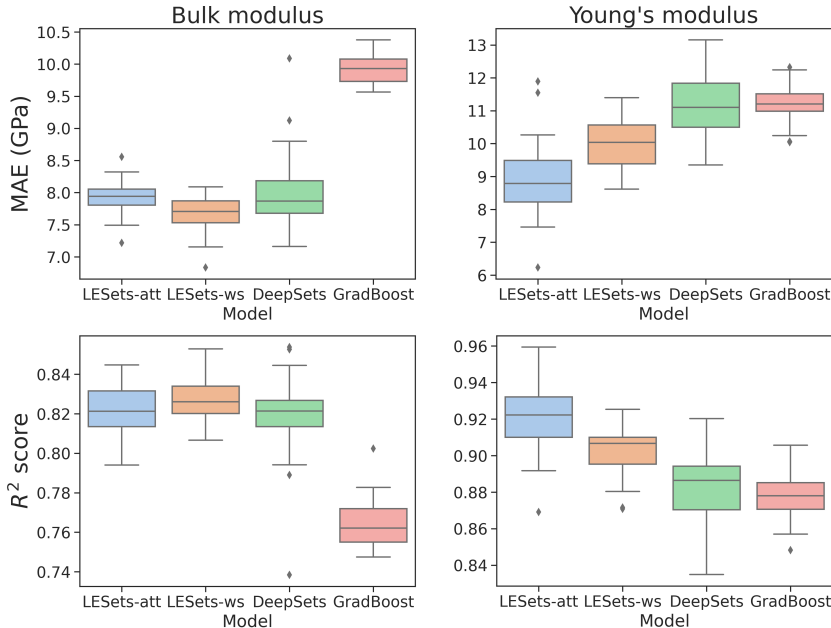 Bulk modulus
Young's modulus
MAE (GPa)
10.5
10.0
9.5
9.0
8.5
8.0
7.5
7.0
LESets-att LESets-ws DeepSets GradBoost
Model
13
12
11
10
9
8
7
6
LESets-att LESets-ws DeepSets GradBoost
Model
R² score
0.84
0.82
0.80
0.78
0.76
0.74
LESets-att LESets-ws DeepSets GradBoost
Model
0.96
0.94
0.92
0.90
0.88
0.86
0.84
LESets-att LESets-ws DeepSets GradBoost
Model